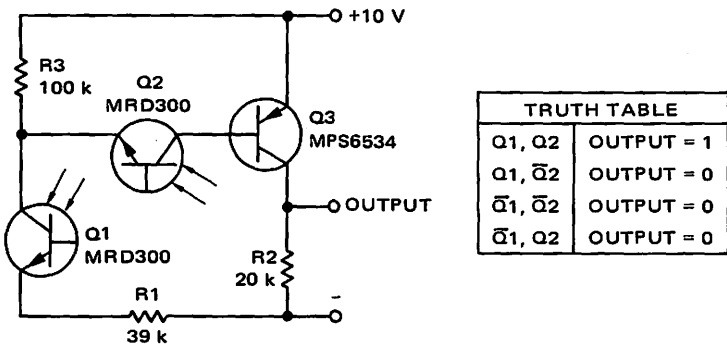 +10 V
R3
100 k
Q2
MRD300
Q3
MPS6534
OUTPUT
Q1
MRD300
R2
20 k
R1
39 k
-
TRUTH TABLE
Q1, Q2 OUTPUT = 1
Q1, Q̄2 OUTPUT = 0
Q̄1, Q̄2 OUTPUT = 0
Q̄1, Q2 OUTPUT = 0